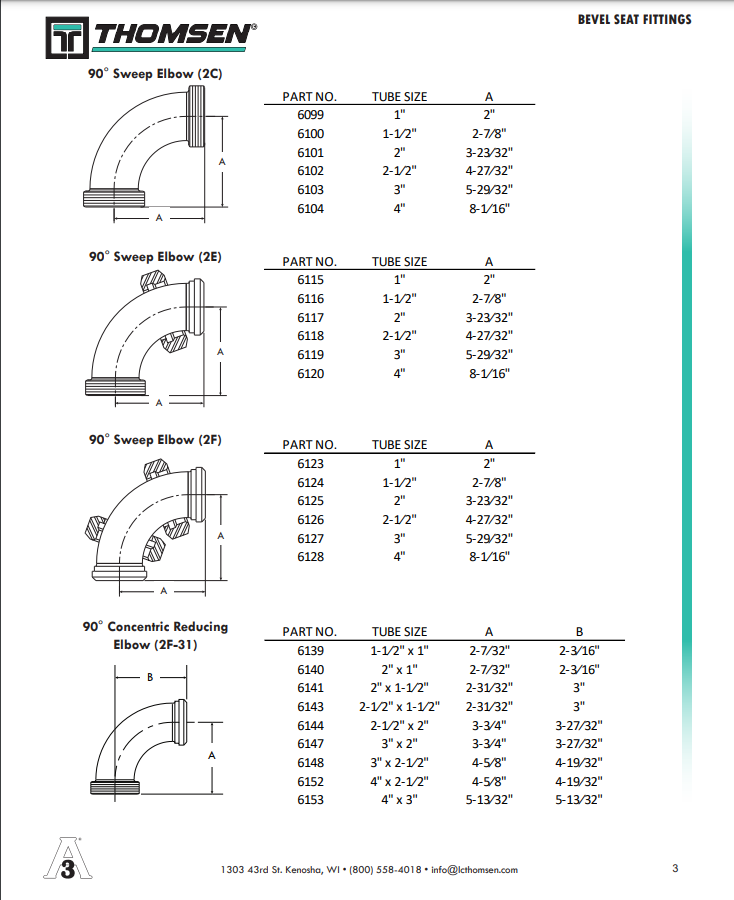 THOMSEN®
BEVEL SEAT FITTINGS
90° Sweep Elbow (2C)
A
A
PART NO. TUBE SIZE A
6099 1" 2"
6100 1-1⁄2" 2-7⁄8"
6101 2" 3-23⁄32"
6102 2-1⁄2" 4-27⁄32"
6103 3" 5-29⁄32"
6104 4" 8-1⁄16"
90° Sweep Elbow (2E)
A
A
PART NO. TUBE SIZE A
6115 1" 2"
6116 1-1⁄2" 2-7⁄8"
6117 2" 3-23⁄32"
6118 2-1⁄2" 4-27⁄32"
6119 3" 5-29⁄32"
6120 4" 8-1⁄16"
90° Sweep Elbow (2F)
A
A
PART NO. TUBE SIZE A
6123 1" 2"
6124 1-1⁄2" 2-7⁄8"
6125 2" 3-23⁄32"
6126 2-1⁄2" 4-27⁄32"
6127 3" 5-29⁄32"
6128 4" 8-1⁄16"
90° Concentric Reducing
Elbow (2F-31)
B
A
PART NO. TUBE SIZE A B
6139 1-1⁄2" x 1" 2-7⁄32" 2-3⁄16"
6140 2" x 1" 2-7⁄32" 2-3⁄16"
6141 2" x 1-1⁄2" 2-31⁄32" 3"
6143 2-1⁄2" x 1-1⁄2" 2-31⁄32" 3"
6144 2-1⁄2" x 2" 3-3⁄4" 3-27⁄32"
6147 3" x 2" 3-3⁄4" 3-27⁄32"
6148 3" x 2-1⁄2" 4-5⁄8" 4-19⁄32"
6152 4" x 2-1⁄2" 4-5⁄8" 4-19⁄32"
6153 4" x 3" 5-13⁄32" 5-13⁄32"
A
3
1303 43rd St. Kenosha, WI • (800) 558-4018 • info@lcthomsen.com
3